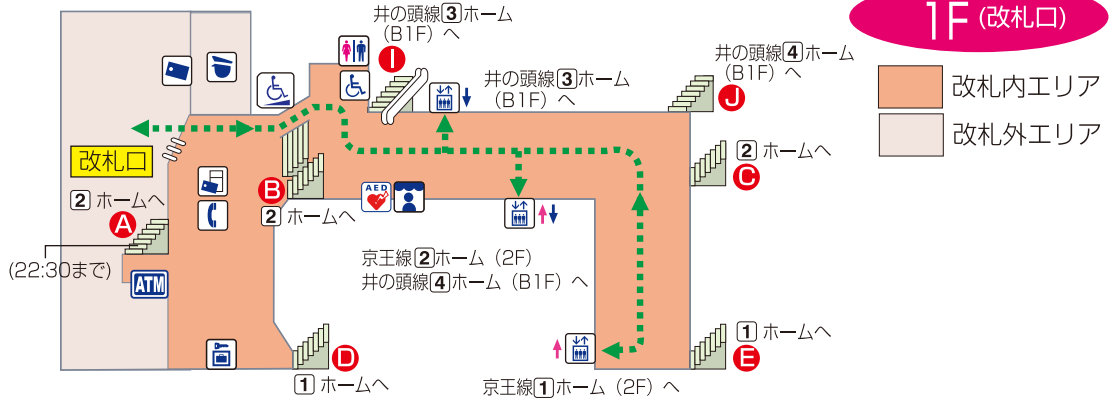 1F (改札口)
改札内エリア
改札外エリア
井の頭線3ホーム
(B1F) へ
I
井の頭線3ホーム
(B1F) へ
井の頭線4ホーム
(B1F) へ
J
改札口
2 ホームへ
A
(22:30まで)
ATM
B
2 ホームへ
AED
2 ホームへ
C
京王線2ホーム (2F)
井の頭線4ホーム (B1F) へ
D
1 ホームへ
京王線1ホーム (2F) へ
1 ホームへ
E